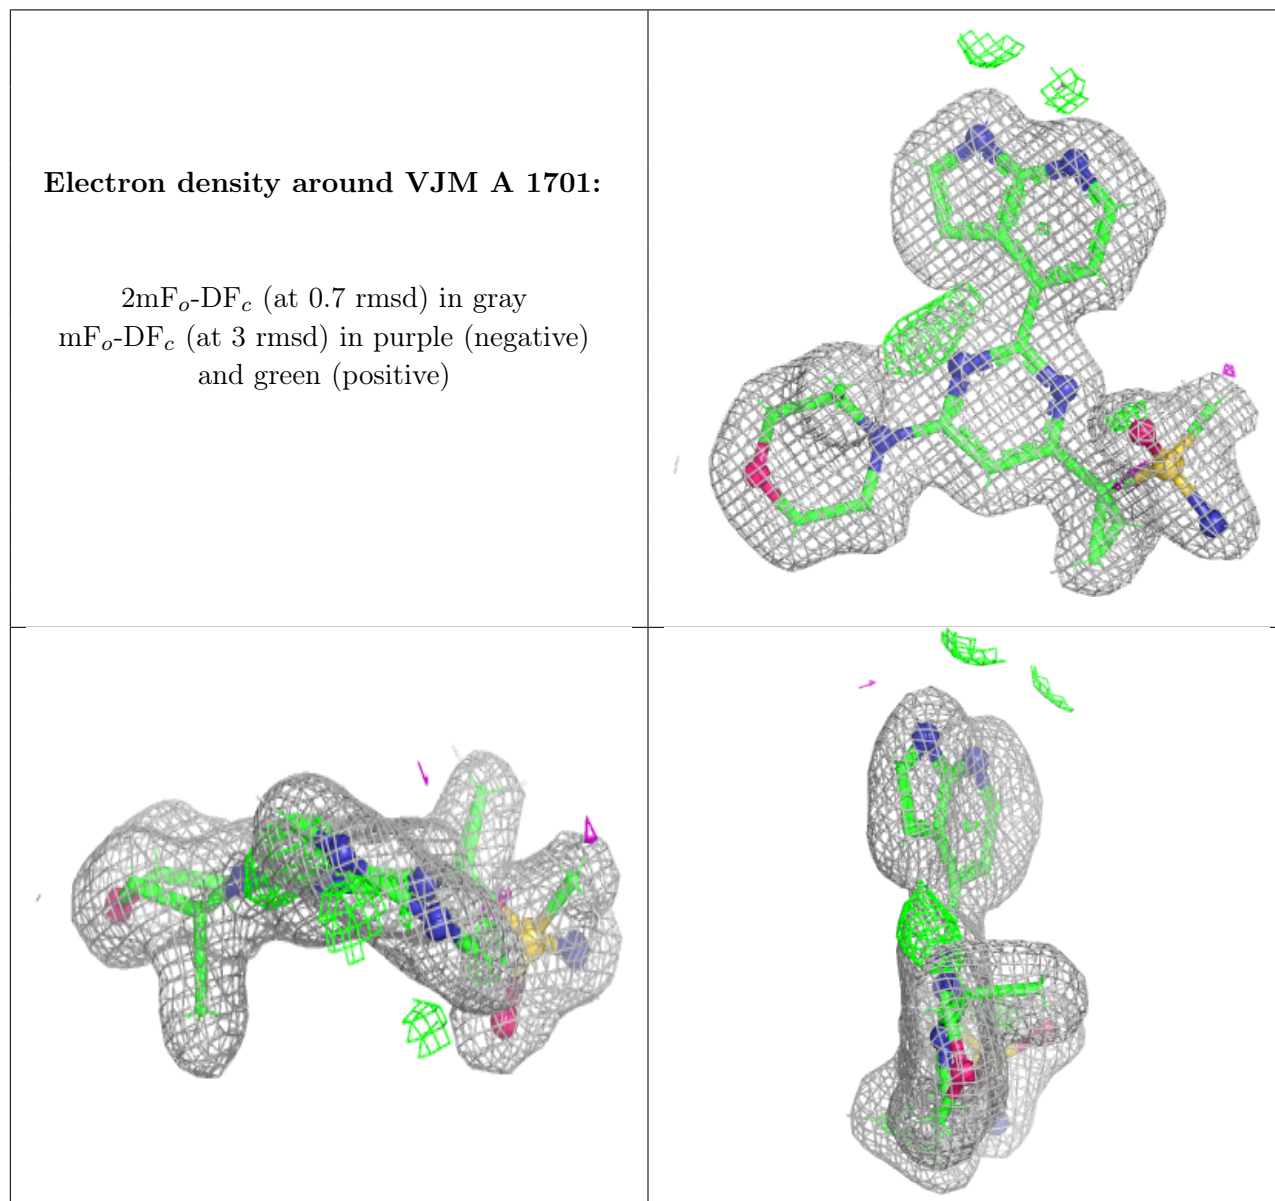 Electron density around VJM A 1701:
2mFo-DFc (at 0.7 rmsd) in gray
mFo-DFc (at 3 rmsd) in purple (negative)
and green (positive)